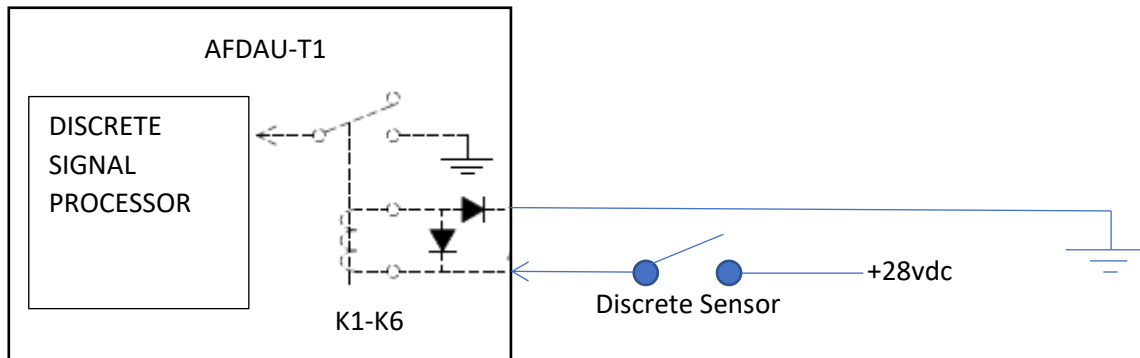 AFDAU-T1
DISCRETE
SIGNAL
PROCESSOR
+28vdc
Discrete Sensor
K1-K6